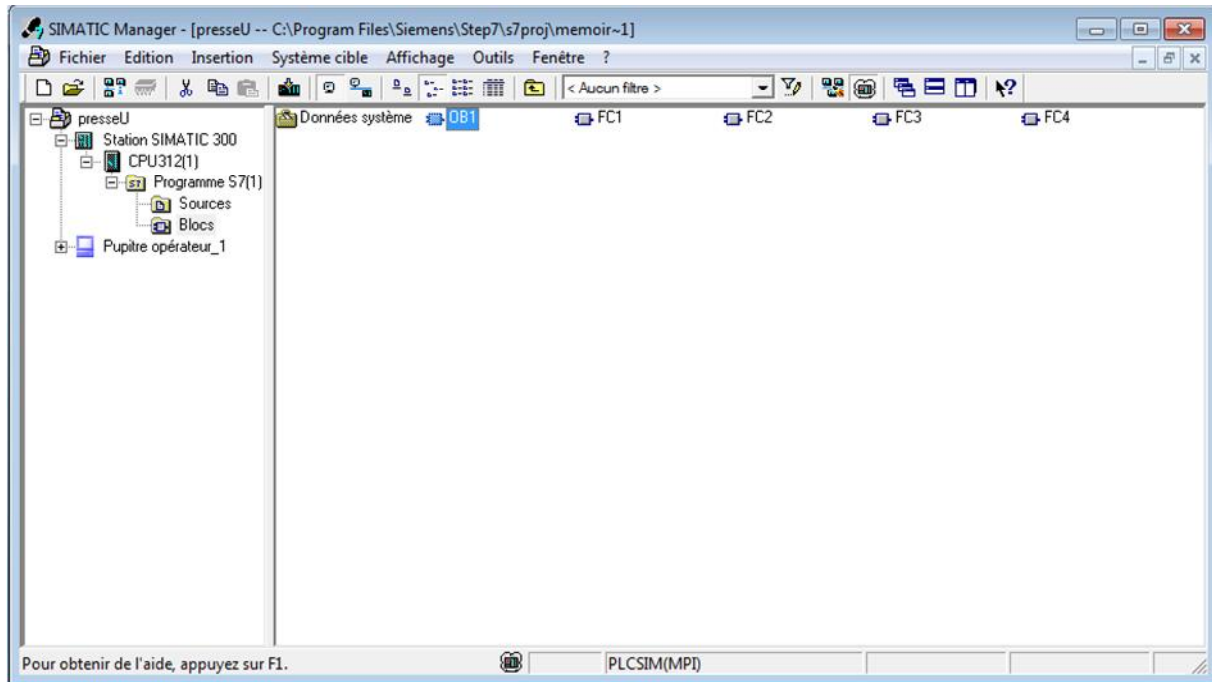 SIMATIC Manager - [presseU -- C:\Program Files\Siemens\Step7\s7proj\memoir~1]
Fichier Edition Insertion Système cible Affichage Outils Fenêtre ?
< Aucun filtre >
presseU
Station SIMATIC 300
CPU312(1)
Programme S7(1)
Sources
Blocs
Pupitre opérateur_1
Données système OB1 FC1 FC2 FC3 FC4
Pour obtenir de l'aide, appuyez sur F1. PLCSIM(MPI)